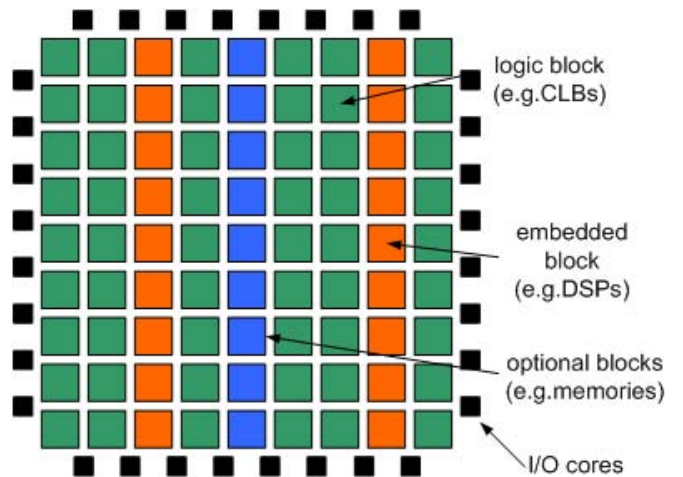 logic block
(e.g.CLBs)
embedded
block
(e.g.DSPs)
optional blocks
(e.g.memories)
I/O cores